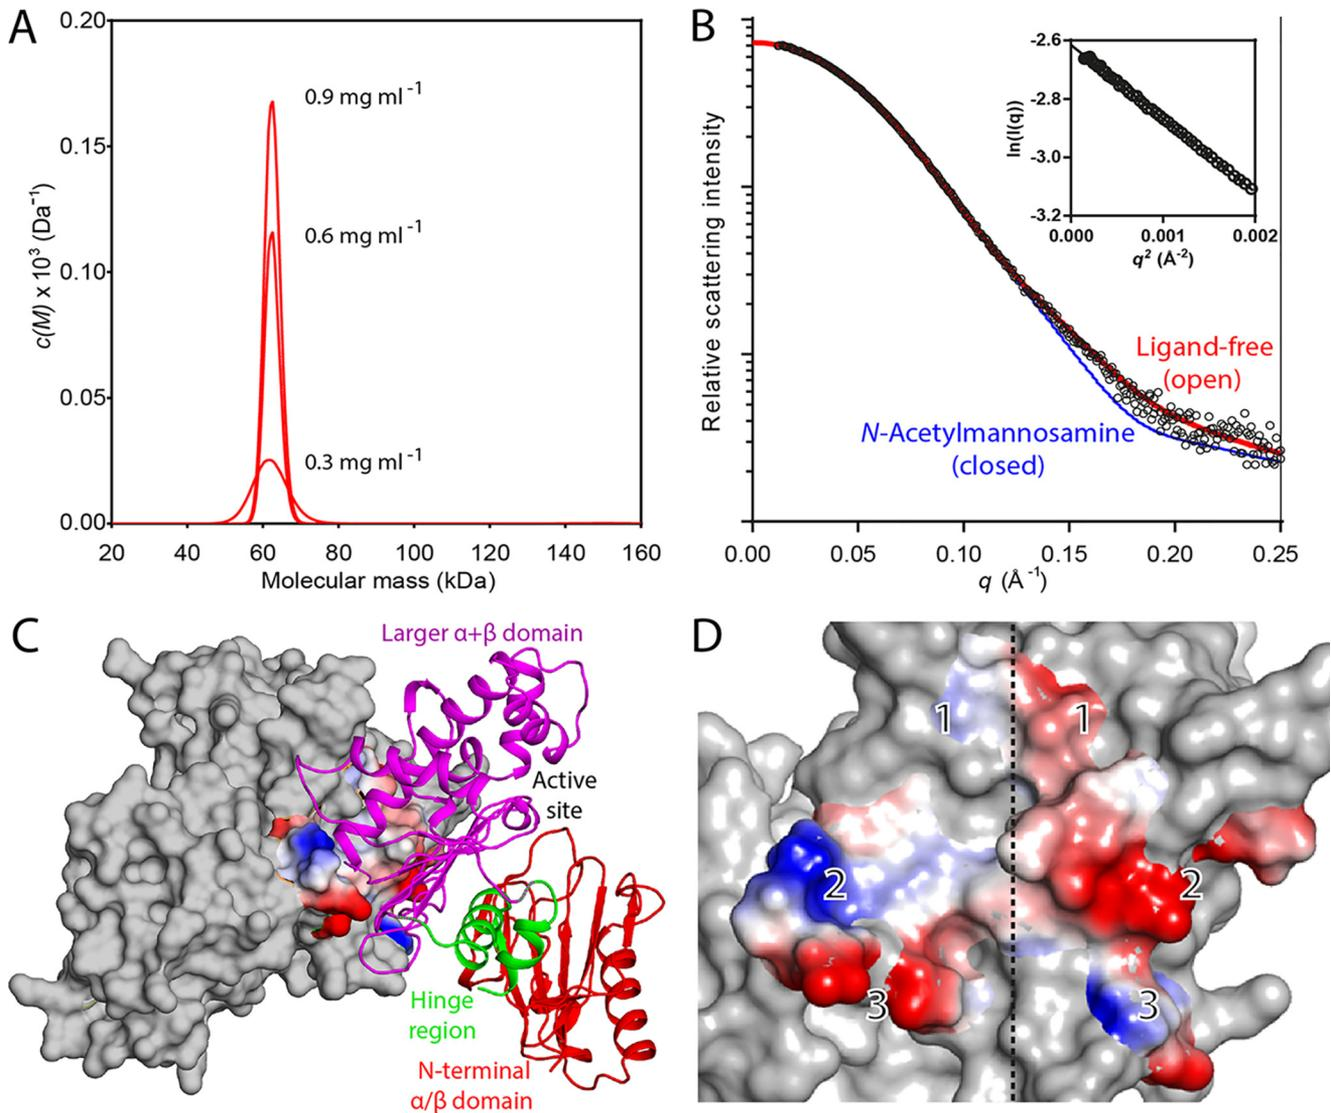 A
0.20
0.15
0.10
0.05
0.00
c(M) x 10³ (Da⁻¹)
0.9 mg ml⁻¹
0.6 mg ml⁻¹
0.3 mg ml⁻¹
20 40 60 80 100 120 140 160
Molecular mass (kDa)
B
Relative scattering intensity
-2.6
-2.8
-3.0
-3.2
ln(I(q))
0.000 0.001 0.002
q² (Å⁻²)
Ligand-free
(open)
N-Acetylmannosamine
(closed)
0.00 0.05 0.10 0.15 0.20 0.25
q (Å⁻¹)
C
Larger α+β domain
Active
site
Hinge
region
N-terminal
α/β domain
D
1 1
2 2
3 3